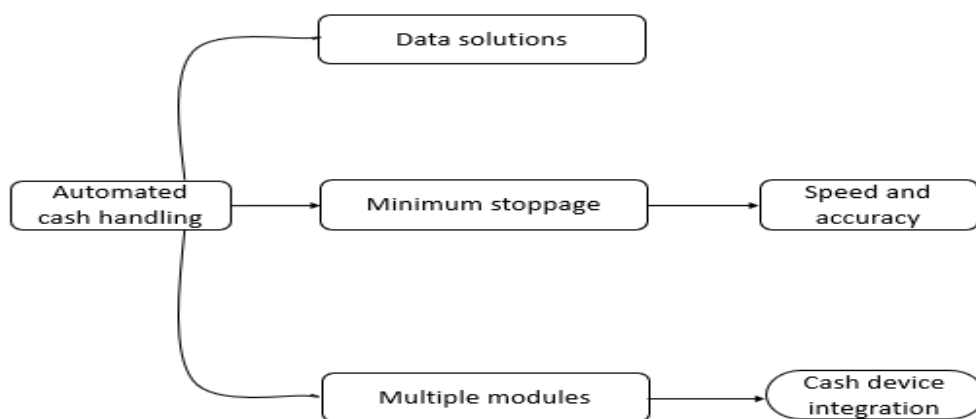 Data solutions
Automated
cash handling
Minimum stoppage
Speed and
accuracy
Multiple modules
Cash device
integration